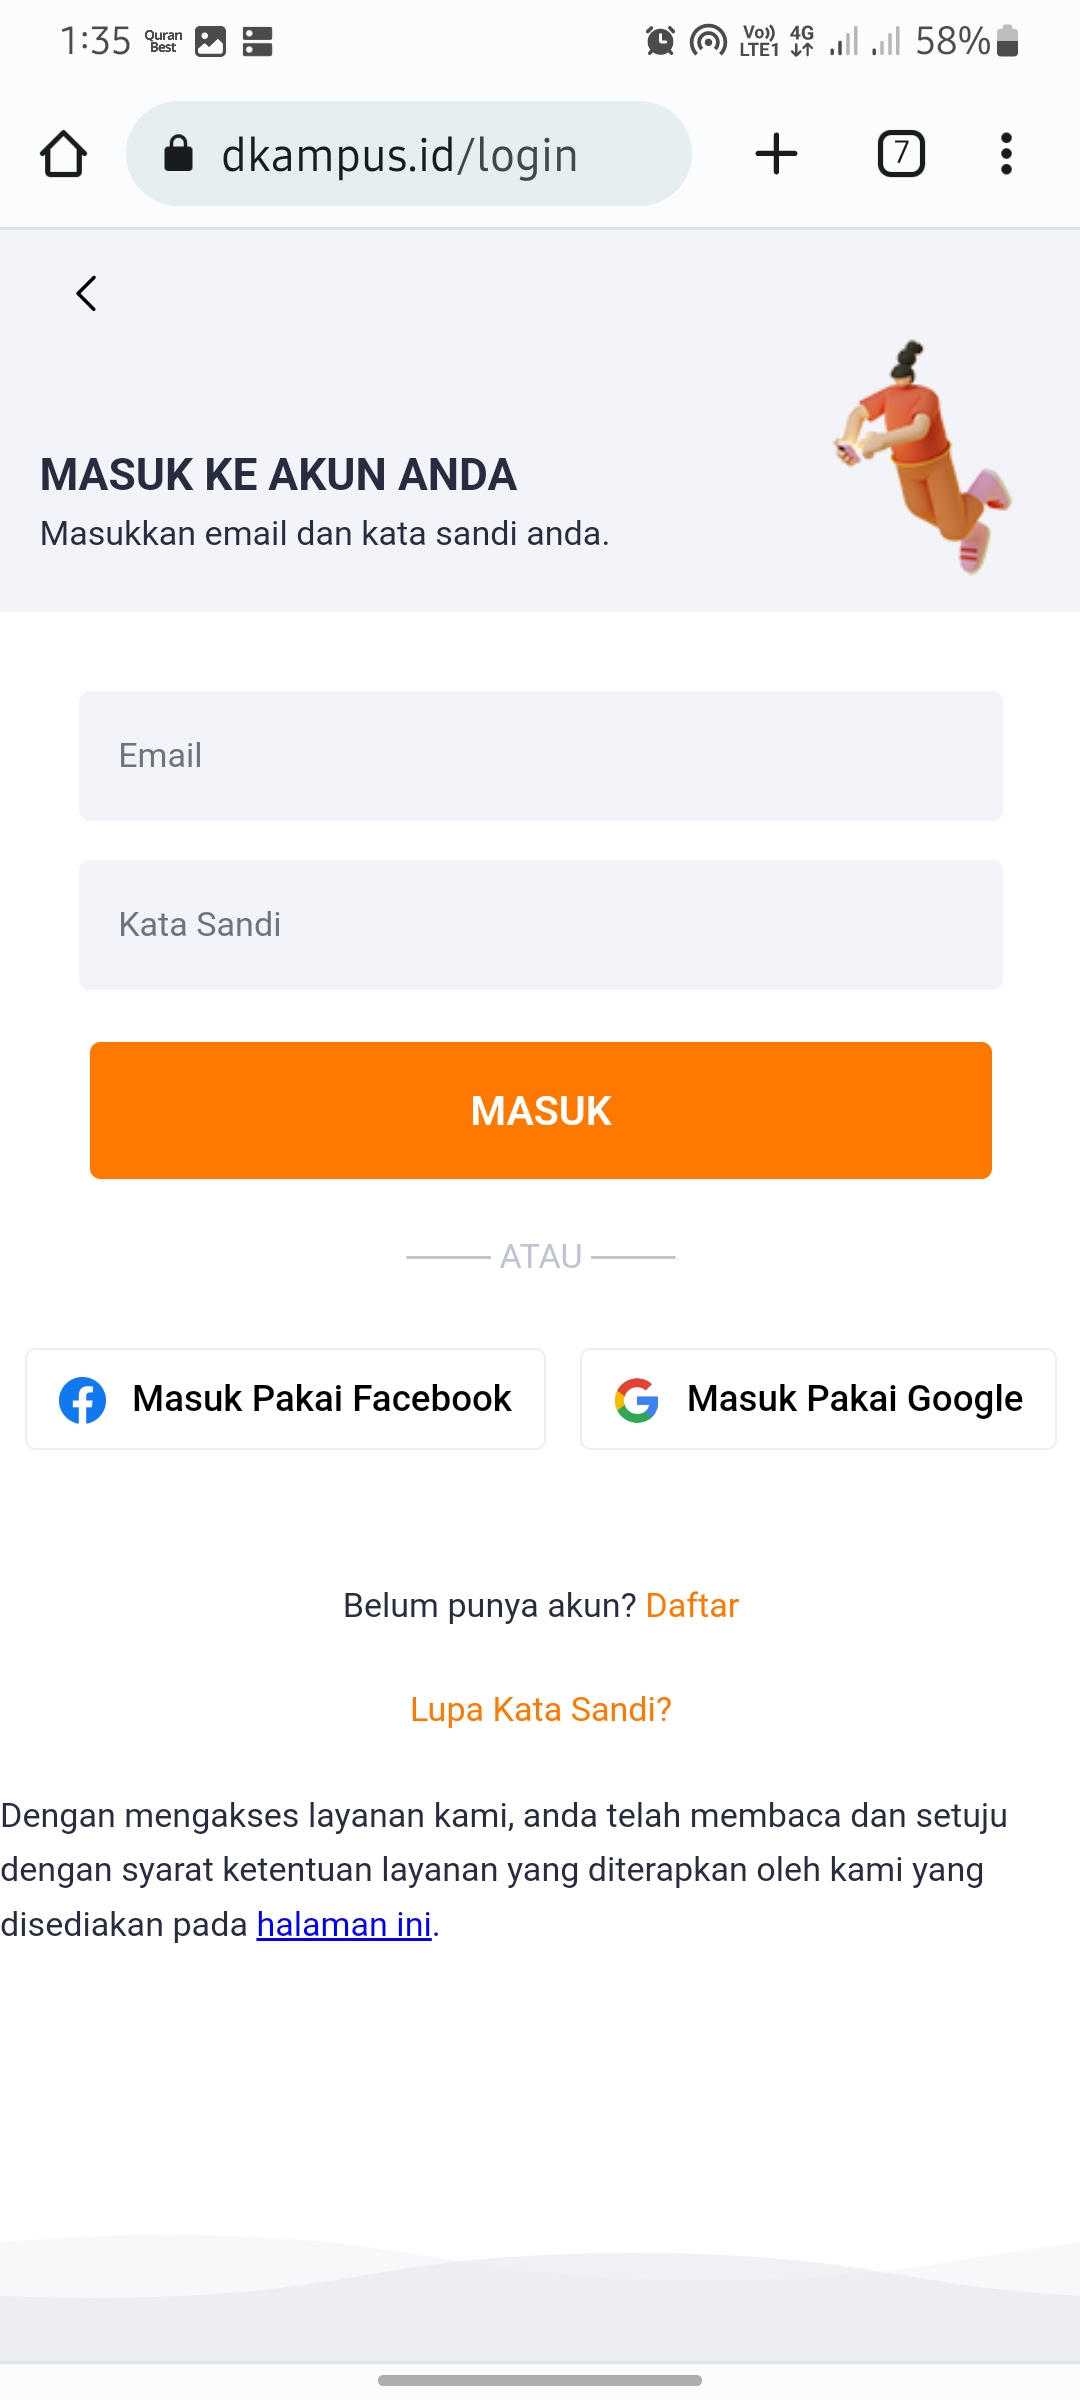 1:35 Quran Best Vo)) LTE1 4G 58%
dkampus.id/login 7
MASUK KE AKUN ANDA
Masukkan email dan kata sandi anda.
Email
Kata Sandi
MASUK
ATAU
Masuk Pakai Facebook Masuk Pakai Google
Belum punya akun? Daftar
Lupa Kata Sandi?
Dengan mengakses layanan kami, anda telah membaca dan setuju
dengan syarat ketentuan layanan yang diterapkan oleh kami yang
disediakan pada halaman ini.